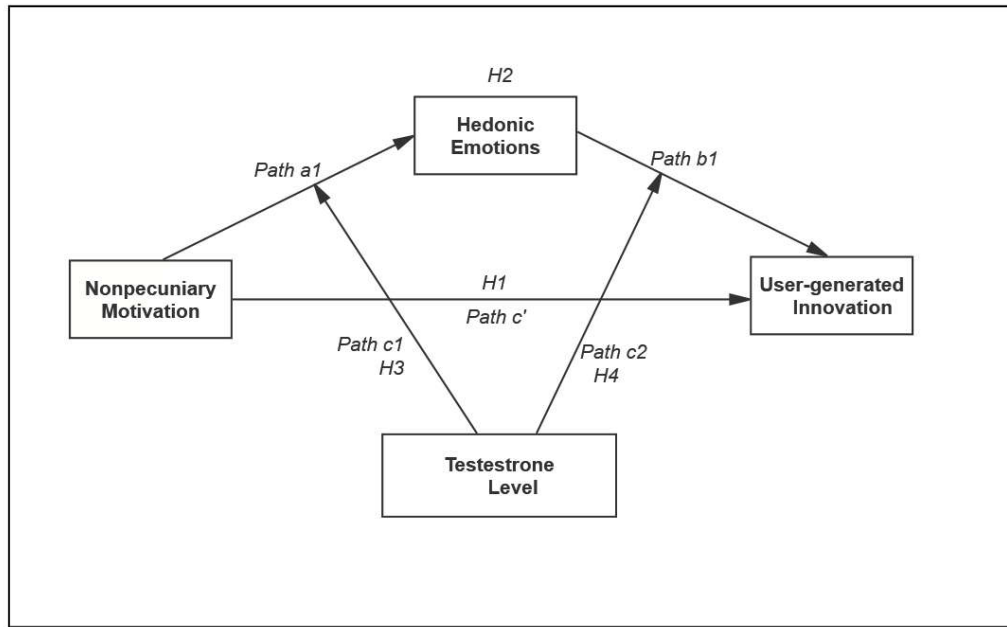 H2
Hedonic
Emotions
Path a1
Path b1
Nonpecuniary
Motivation
H1
Path c'
User-generated
Innovation
Path c1
H3
Path c2
H4
Testestrone
Level